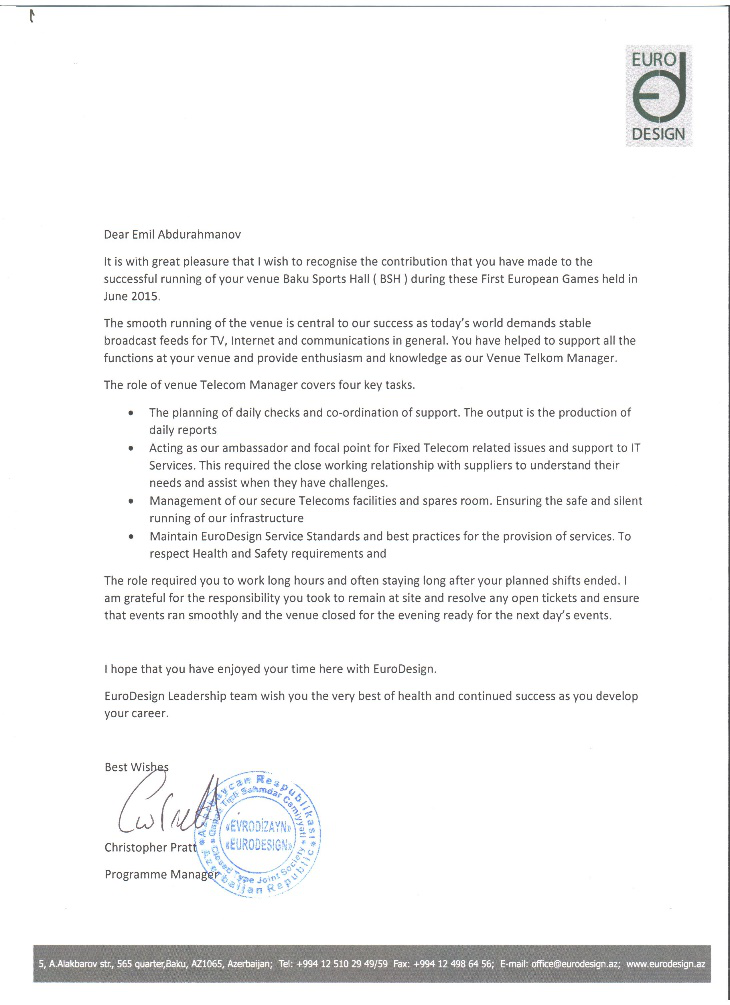 EURO
DESIGN
Dear Emil Abdurahmanov
It is with great pleasure that I wish to recognise the contribution that you have made to the
successful running of your venue Baku Sports Hall ( BSH ) during these First European Games held in
June 2015.
The smooth running of the venue is central to our success as today's world demands stable
broadcast feeds for TV, Internet and communications in general. You have helped to support all the
functions at your venue and provide enthusiasm and knowledge as our Venue Telkom Manager.
The role of venue Telecom Manager covers four key tasks.
• The planning of daily checks and co-ordination of support. The output is the production of
daily reports
• Acting as our ambassador and focal point for Fixed Telecom related issues and support to IT
Services. This required the close working relationship with suppliers to understand their
needs and assist when they have challenges.
• Management of our secure Telecoms facilities and spares room. Ensuring the safe and silent
running of our infrastructure
• Maintain EuroDesign Service Standards and best practices for the provision of services. To
respect Health and Safety requirements and
The role required you to work long hours and often staying long after your planned shifts ended. I
am grateful for the responsibility you took to remain at site and resolve any open tickets and ensure
that events ran smoothly and the venue closed for the evening ready for the next day's events.
I hope that you have enjoyed your time here with EuroDesign.
EuroDesign Leadership team wish you the very best of health and continued success as you develop
your career.
Best Wishes
Christopher Pratt
Programme Manager
Azərbaycan Respublikası
Qapalı Tipli Səhmdar Cəmiyyəti
«EVRODİZAYN»
«EURODESIGN»
Closed Type Joint Society
Azerbaijan Republic
5, A.Alakbarov str., 565 quarter,Baku, AZ1065, Azerbaijan; Tel: +994 12 510 29 49/59 Fax: +994 12 498 64 56; E-mail: office@eurodesign.az; www.eurodesign.az